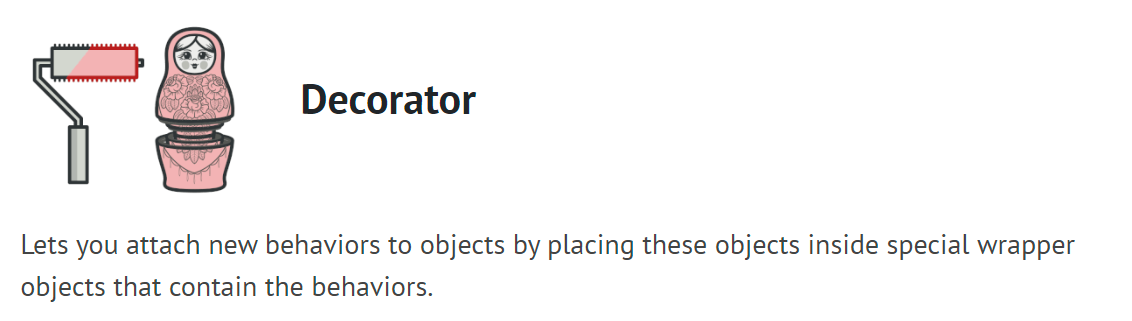 Decorator
Lets you attach new behaviors to objects by placing these objects inside special wrapper
objects that contain the behaviors.